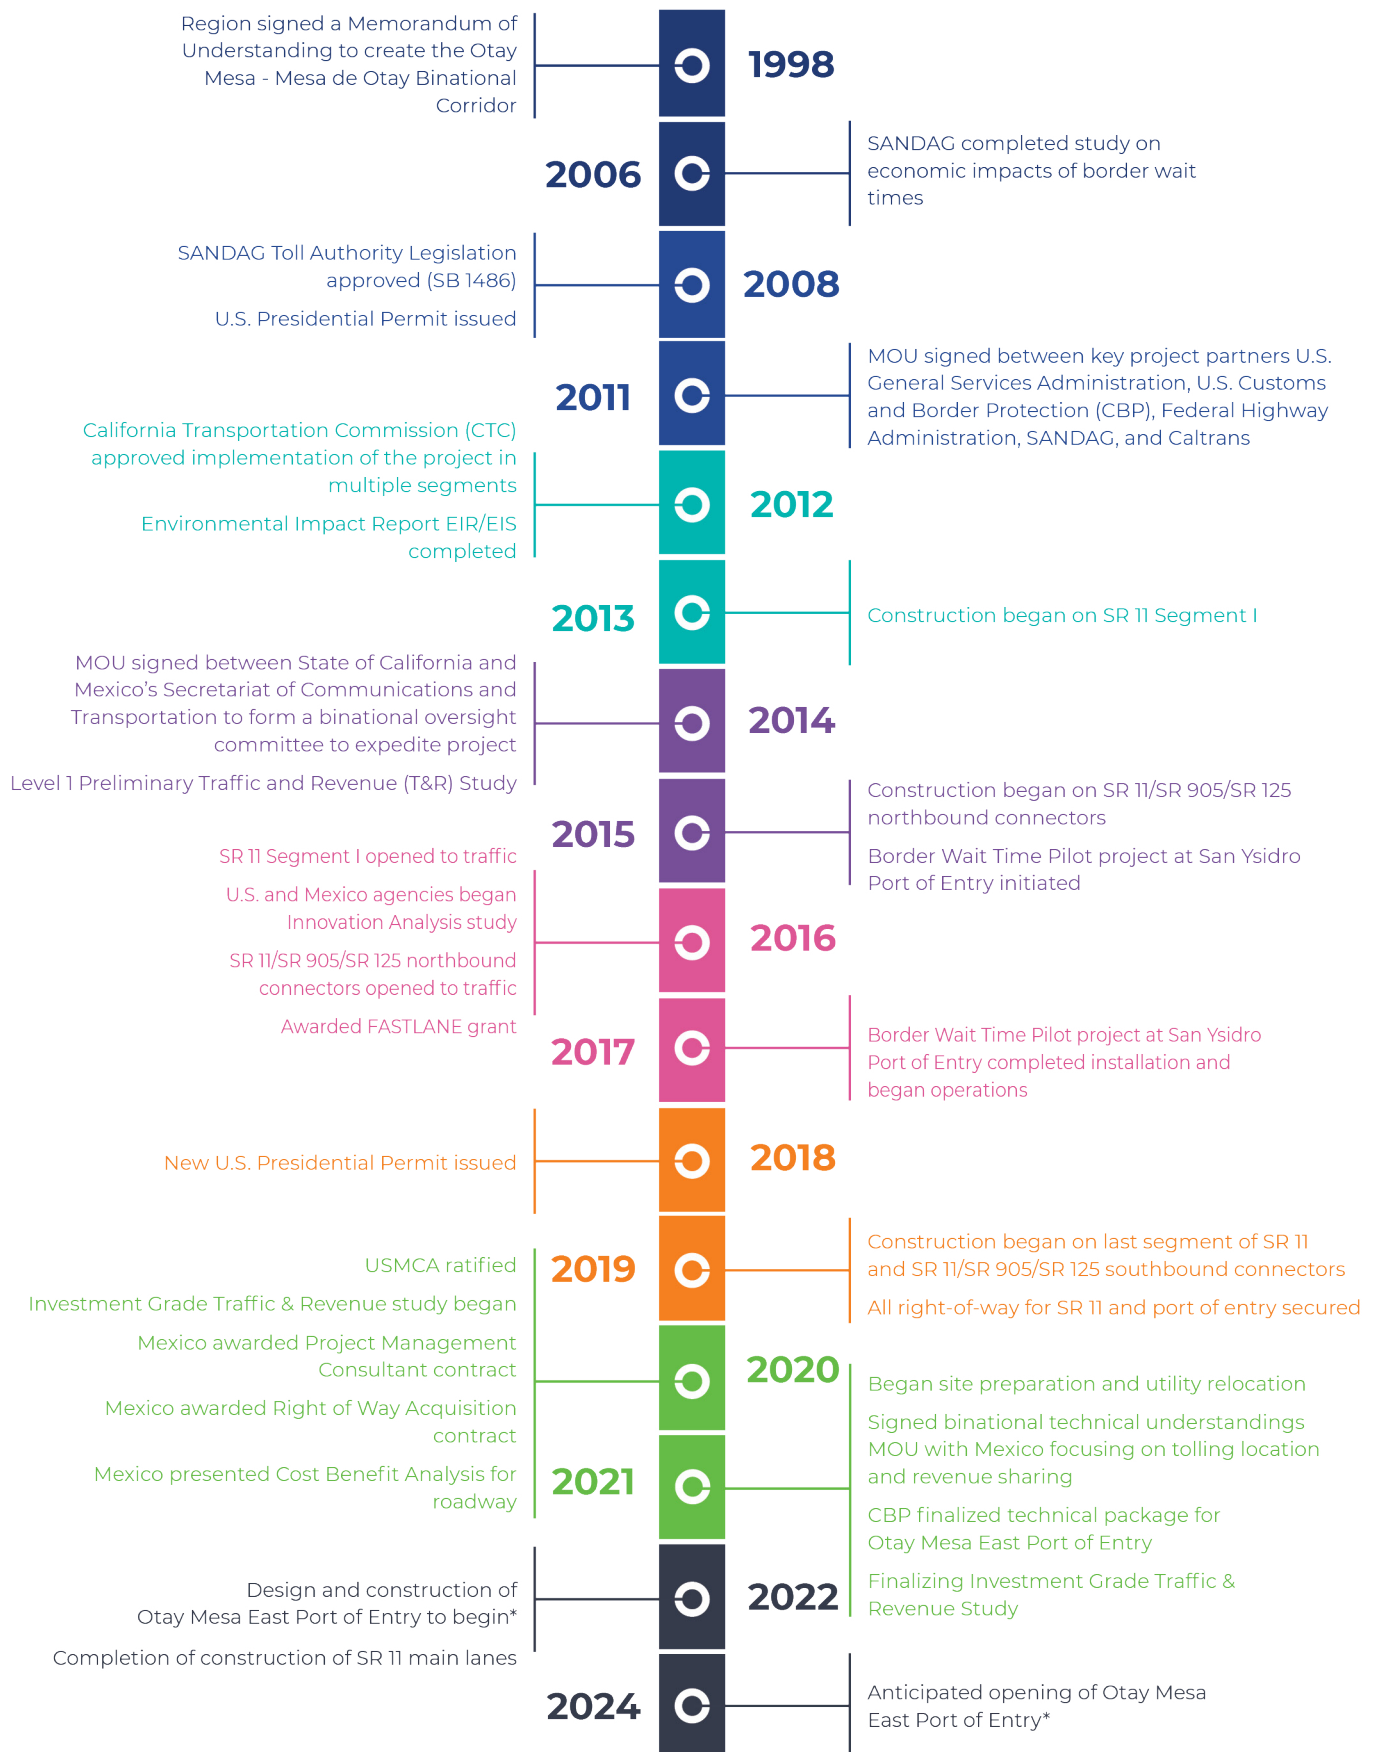 Region signed a Memorandum of
Understanding to create the Otay
Mesa - Mesa de Otay Binational
Corridor
1998
2006
SANDAG completed study on
economic impacts of border wait
times
SANDAG Toll Authority Legislation
approved (SB 1486)
U.S. Presidential Permit issued
2008
2011
MOU signed between key project partners U.S.
General Services Administration, U.S. Customs
and Border Protection (CBP), Federal Highway
Administration, SANDAG, and Caltrans
California Transportation Commission (CTC)
approved implementation of the project in
multiple segments
Environmental Impact Report EIR/EIS
completed
2012
2013
Construction began on SR 11 Segment I
MOU signed between State of California and
Mexico’s Secretariat of Communications and
Transportation to form a binational oversight
committee to expedite project
Level 1 Preliminary Traffic and Revenue (T&R) Study
2014
2015
Construction began on SR 11/SR 905/SR 125
northbound connectors
Border Wait Time Pilot project at San Ysidro
Port of Entry initiated
SR 11 Segment I opened to traffic
U.S. and Mexico agencies began
Innovation Analysis study
SR 11/SR 905/SR 125 northbound
connectors opened to traffic
Awarded FASTLANE grant
2016
2017
Border Wait Time Pilot project at San Ysidro
Port of Entry completed installation and
began operations
New U.S. Presidential Permit issued
2018
2019
Construction began on last segment of SR 11
and SR 11/SR 905/SR 125 southbound connectors
All right-of-way for SR 11 and port of entry secured
USMCA ratified
Investment Grade Traffic & Revenue study began
Mexico awarded Project Management
Consultant contract
Mexico awarded Right of Way Acquisition
contract
Mexico presented Cost Benefit Analysis for
roadway
2020
2021
Began site preparation and utility relocation
Signed binational technical understandings
MOU with Mexico focusing on tolling location
and revenue sharing
CBP finalized technical package for
Otay Mesa East Port of Entry
Finalizing Investment Grade Traffic &
Revenue Study
Design and construction of
Otay Mesa East Port of Entry to begin*
Completion of construction of SR 11 main lanes
2022
2024
Anticipated opening of Otay Mesa
East Port of Entry*